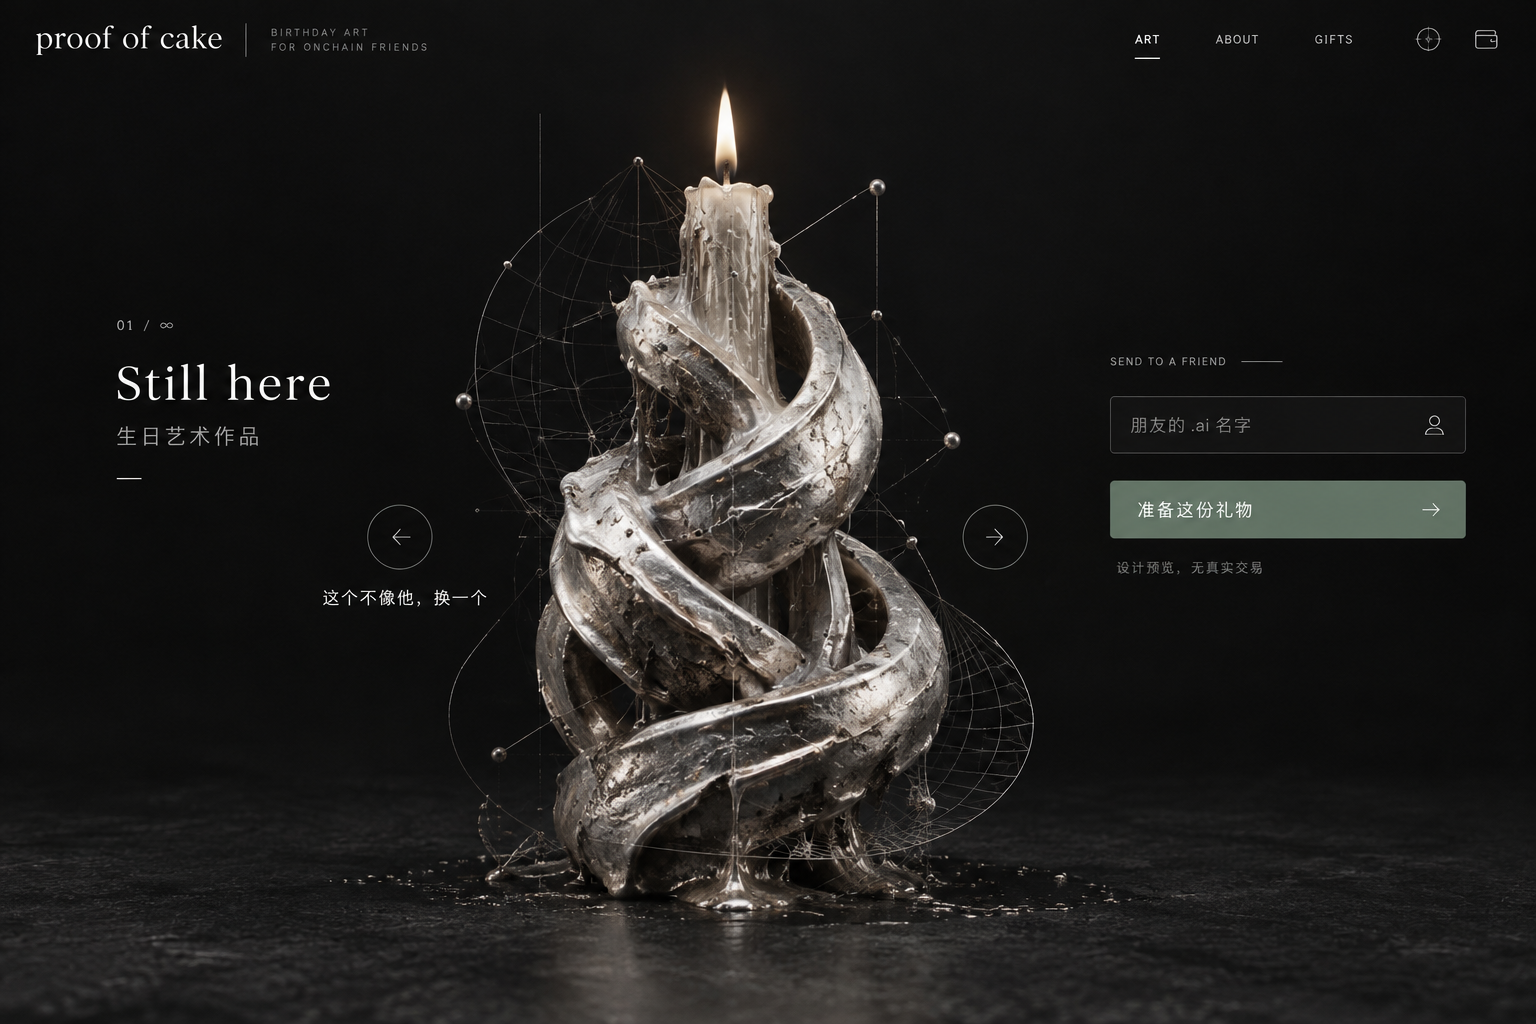 proof of cake
BIRTHDAY ART
FOR ONCHAIN FRIENDS
ART
ABOUT
GIFTS
01 / ∞
Still here
生日艺术作品
这个不像他，换一个
SEND TO A FRIEND
朋友的 .ai 名字
准备这份礼物
设计预览，无真实交易